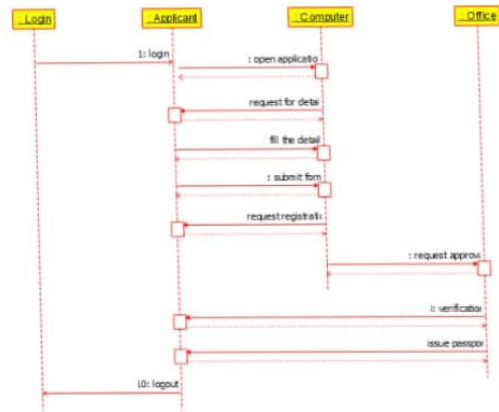 : Login
: Applicant
: Computer
: Office
1: login
: open applicatio
request for detai
fill the detail
: submit form
request registratio
: request approva
: verification
issue passpor
10: logout